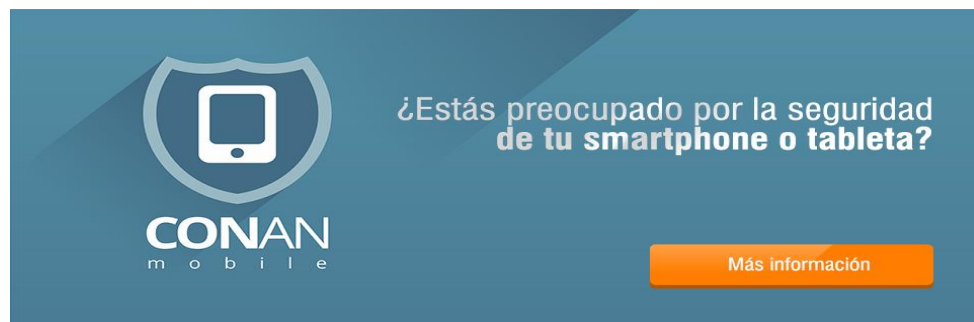 ¿Estás preocupado por la seguridad
de tu smartphone o tableta?
CONAN
mobile
Más información